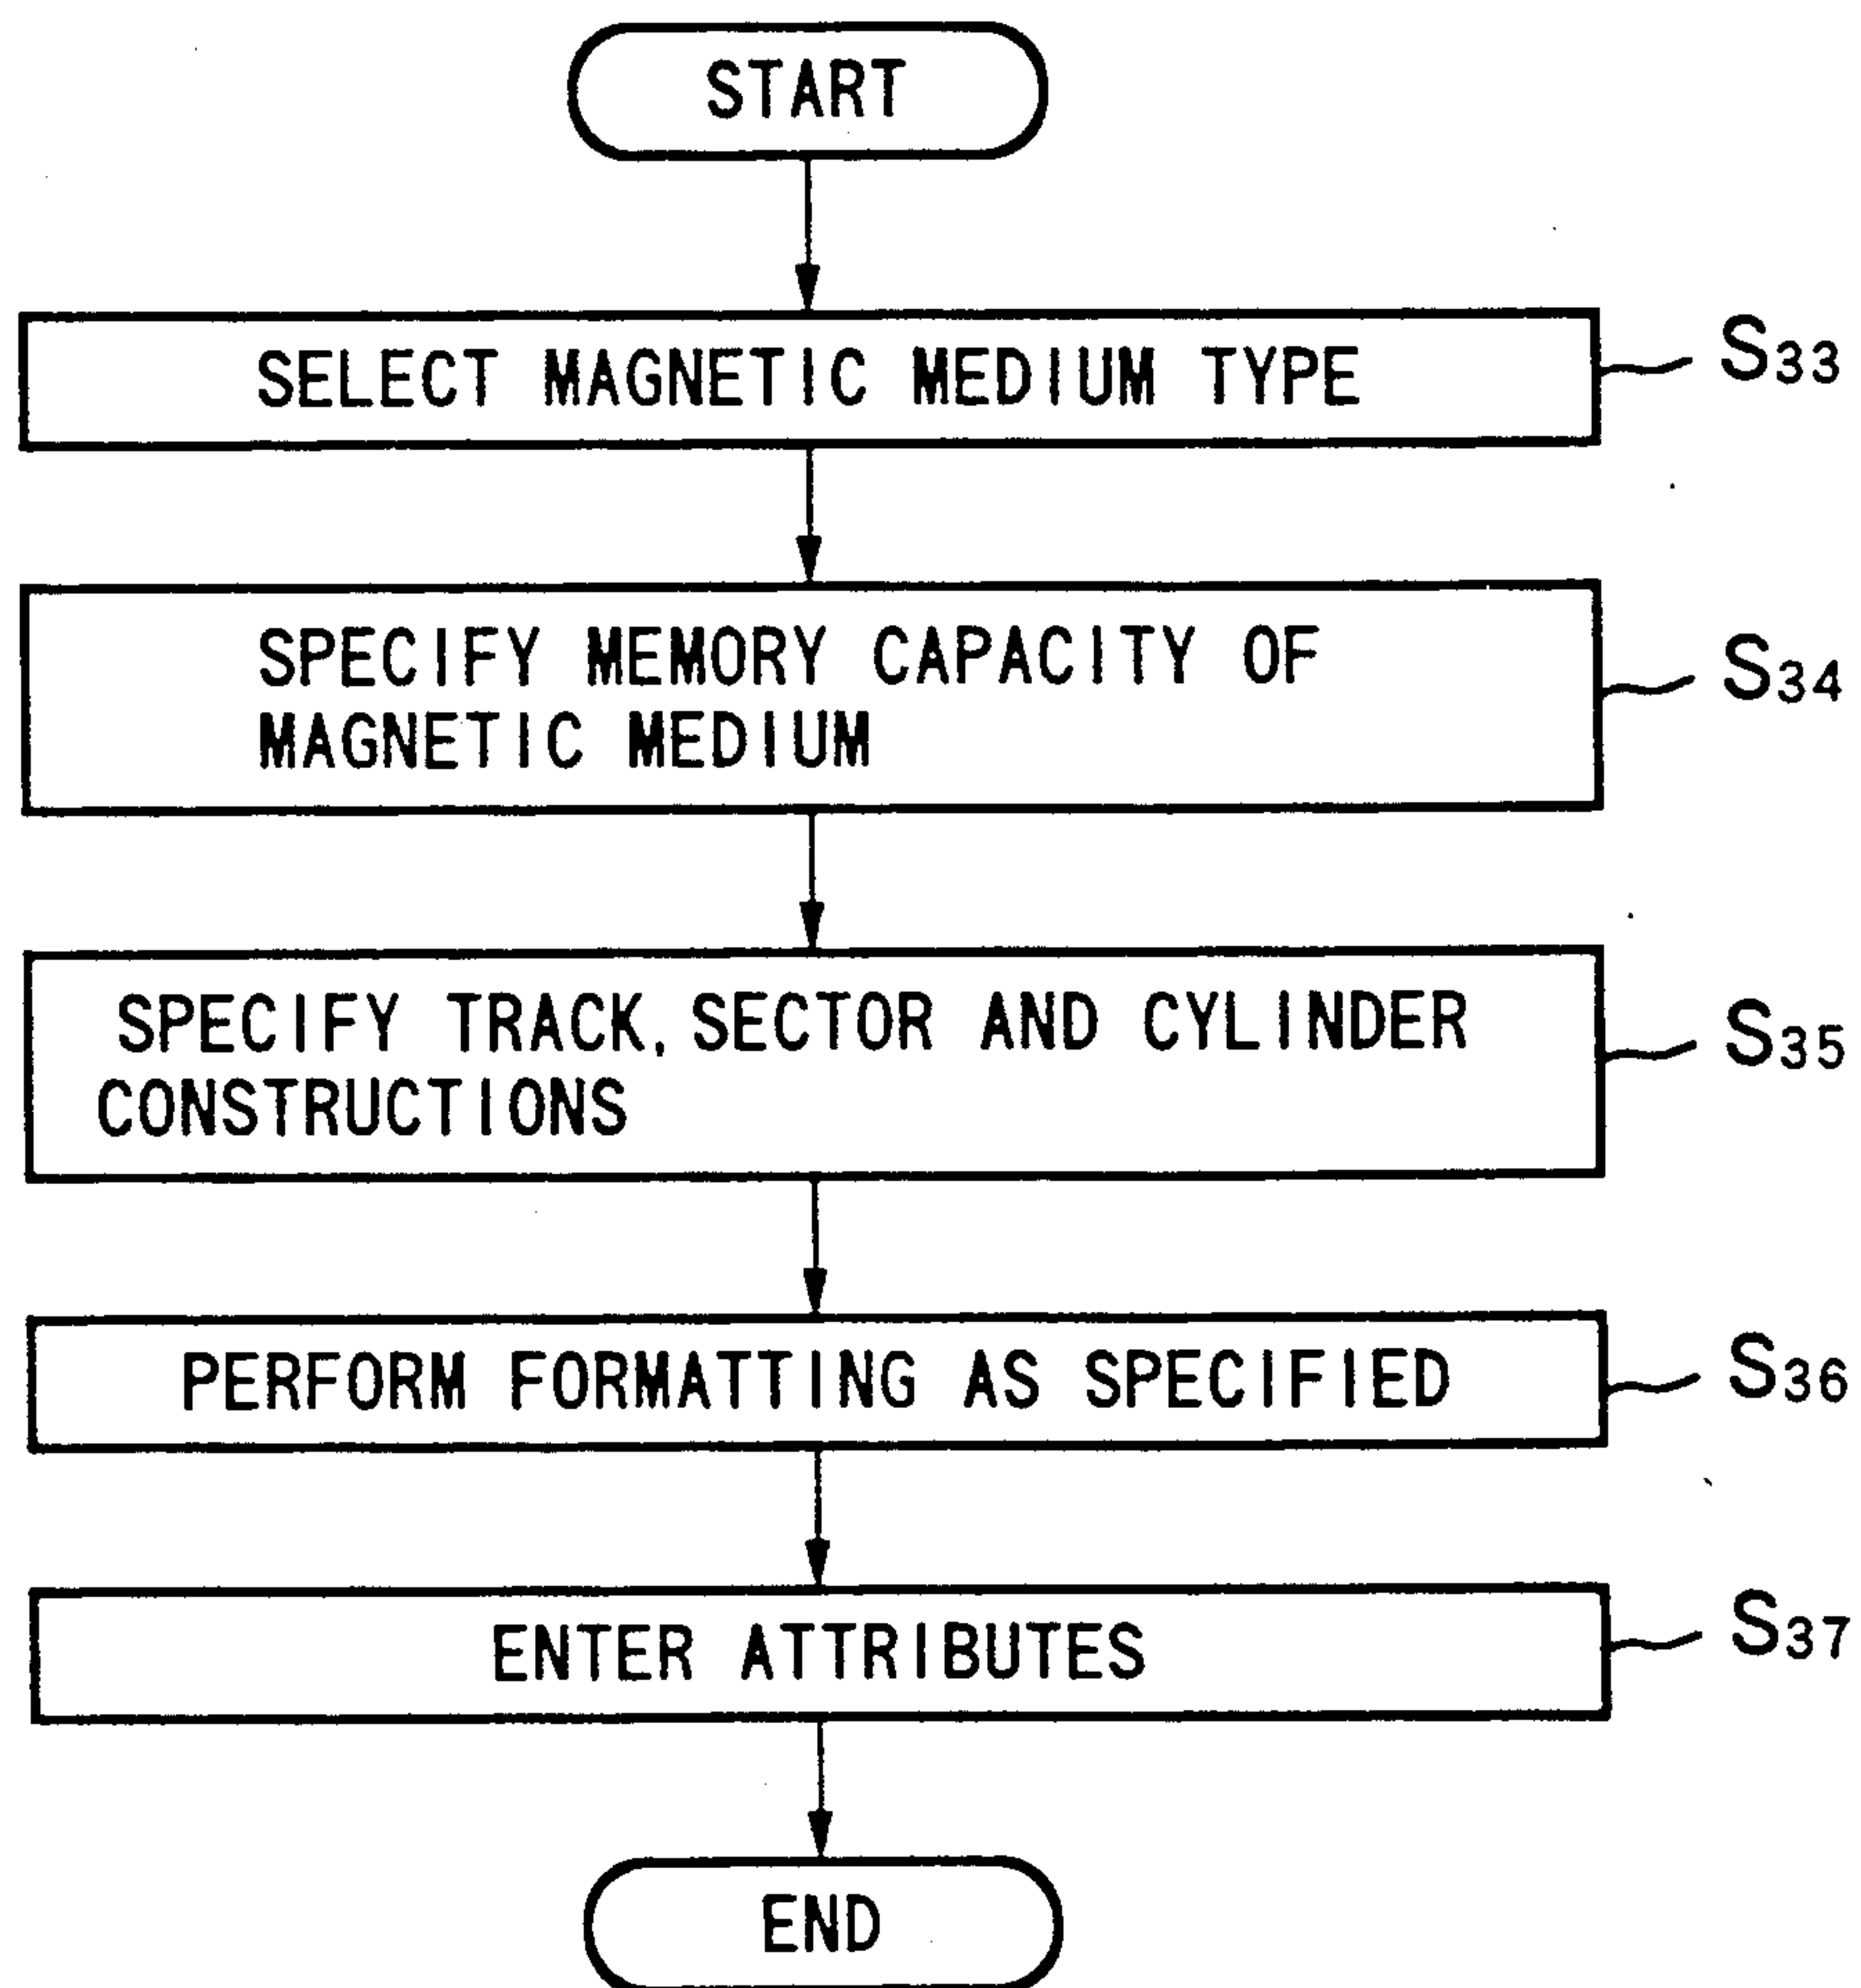 START
SELECT MAGNETIC MEDIUM TYPE
S33
SPECIFY MEMORY CAPACITY OF
MAGNETIC MEDIUM
S34
SPECIFY TRACK, SECTOR AND CYLINDER
CONSTRUCTIONS
S35
PERFORM FORMATTING AS SPECIFIED
S36
ENTER ATTRIBUTES
S37
END